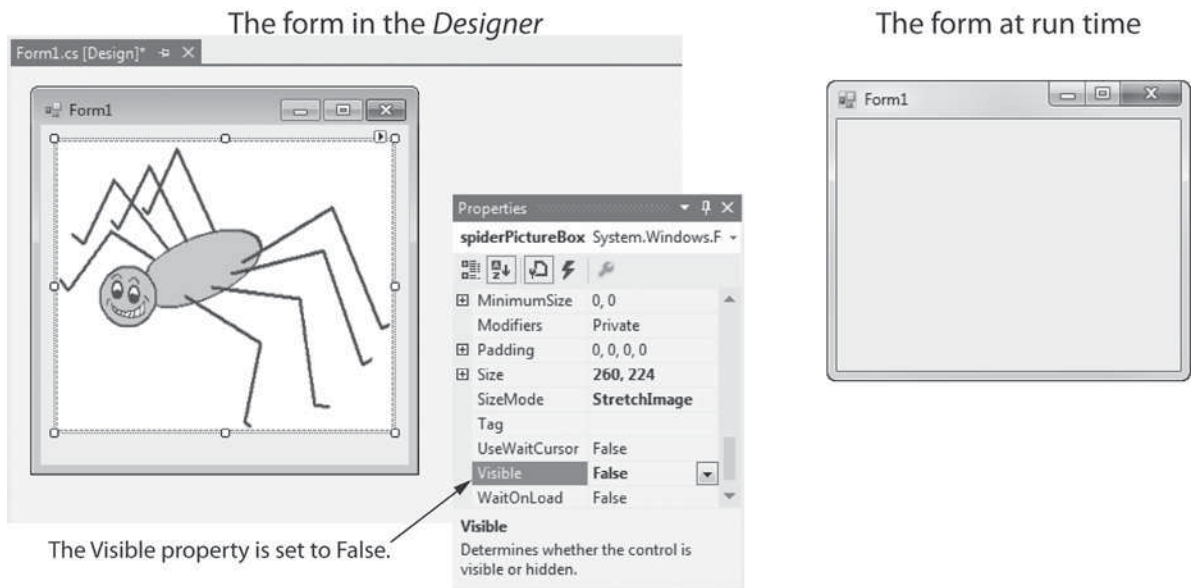 The form in the Designer
The form at run time
Form1.cs [Design]*
Form1
Form1
Properties
spiderPictureBox System.Windows.F
MinimumSize 0, 0
Modifiers Private
Padding 0, 0, 0, 0
Size 260, 224
SizeMode StretchImage
Tag
UseWaitCursor False
Visible False
WaitOnLoad False
Visible
Determines whether the control is
visible or hidden.
The Visible property is set to False.